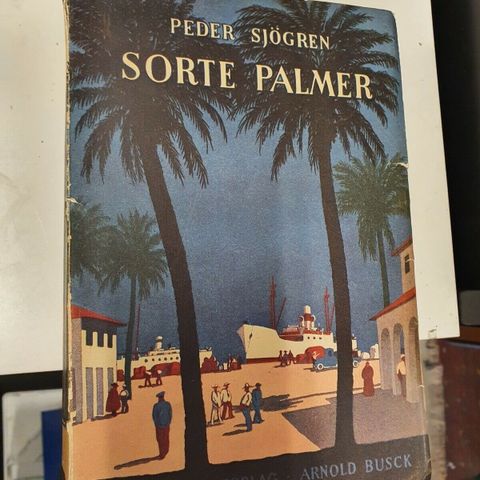 PEDER SJÖGREN
SORTE PALMER
ARNOLD BUSCK